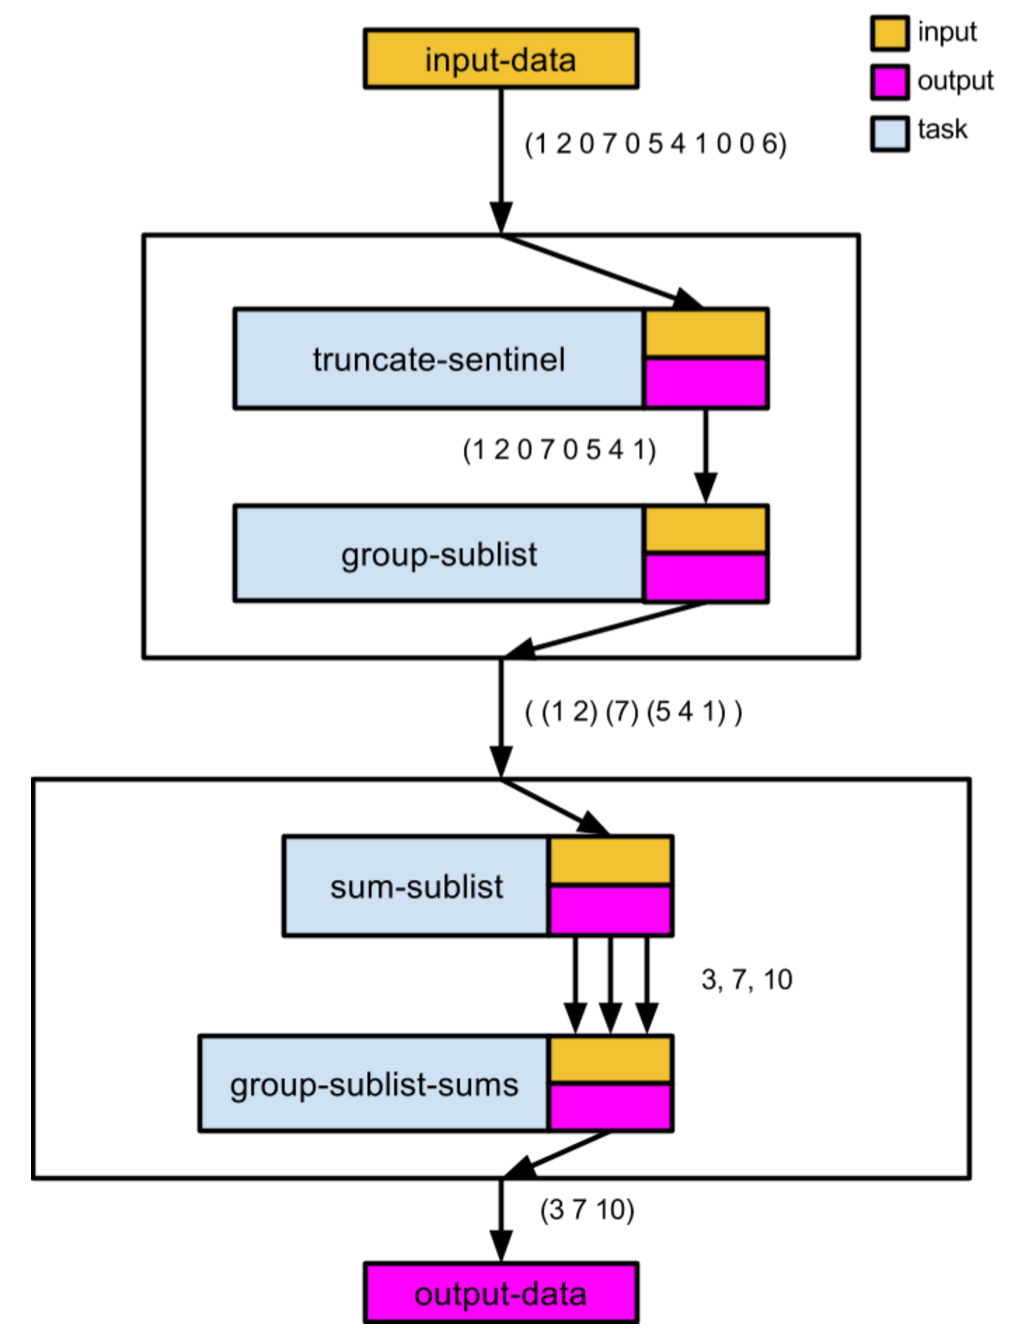 input-data
input
output
task
(1 2 0 7 0 5 4 1 0 0 6)
truncate-sentinel
(1 2 0 7 0 5 4 1)
group-sublist
( (1 2) (7) (5 4 1) )
sum-sublist
3, 7, 10
group-sublist-sums
(3 7 10)
output-data